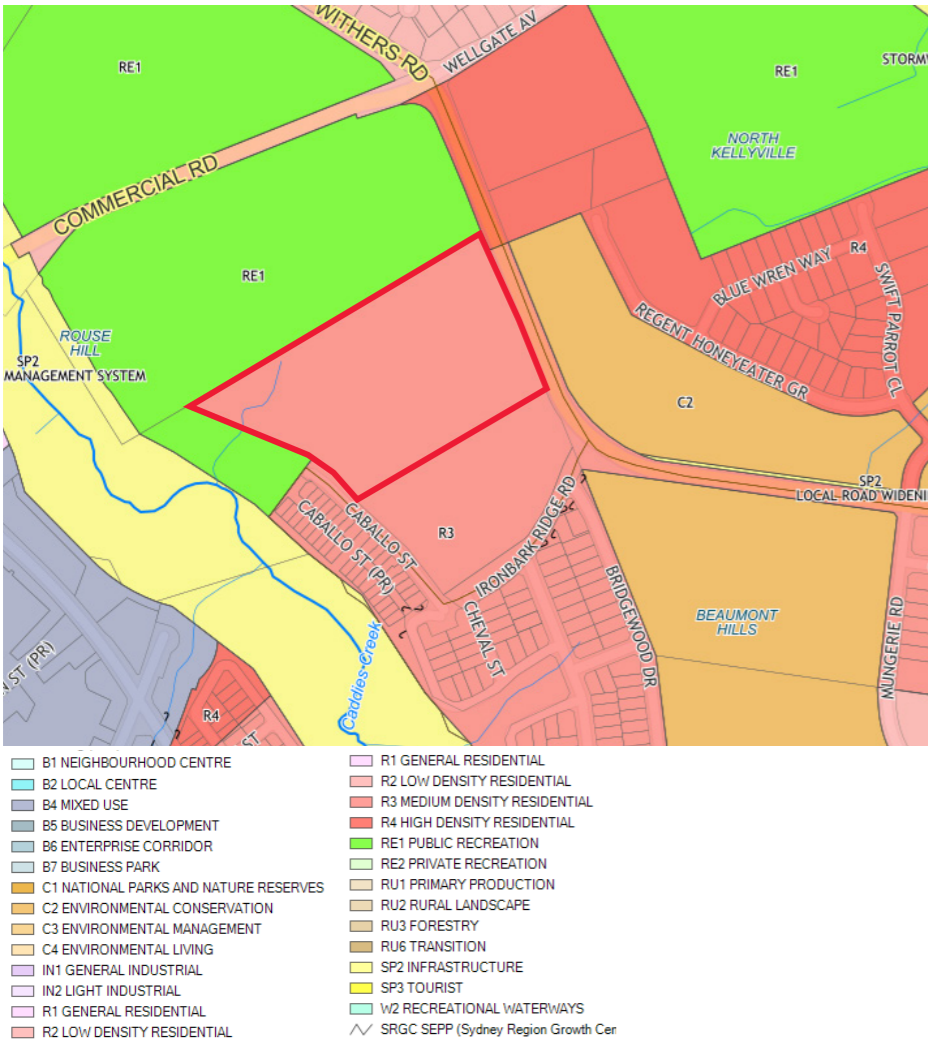 WITHERS RD
WELLGATE AV
RE1
RE1
STORMW
NORTH
KELLYVILLE
COMMERCIAL RD
RE1
R4
BLUE WREN WAY
SWIFT PARROT CL
REGENT HONEYEATER GR
ROUSE
HILL
SP2
MANAGEMENT SYSTEM
C2
SP2
LOCAL ROAD WIDENI
CABALLO ST
CABALLO ST (PR)
R3
IRONBARK RIDGE RD
CHEVAL ST
BRIDGEWOOD DR
BEAUMONT
HILLS
MUNGERIE RD
Caddies Creek
N ST (PR)
R4
ST
B1 NEIGHBOURHOOD CENTRE
B2 LOCAL CENTRE
B4 MIXED USE
B5 BUSINESS DEVELOPMENT
B6 ENTERPRISE CORRIDOR
B7 BUSINESS PARK
C1 NATIONAL PARKS AND NATURE RESERVES
C2 ENVIRONMENTAL CONSERVATION
C3 ENVIRONMENTAL MANAGEMENT
C4 ENVIRONMENTAL LIVING
IN1 GENERAL INDUSTRIAL
IN2 LIGHT INDUSTRIAL
R1 GENERAL RESIDENTIAL
R2 LOW DENSITY RESIDENTIAL
R1 GENERAL RESIDENTIAL
R2 LOW DENSITY RESIDENTIAL
R3 MEDIUM DENSITY RESIDENTIAL
R4 HIGH DENSITY RESIDENTIAL
RE1 PUBLIC RECREATION
RE2 PRIVATE RECREATION
RU1 PRIMARY PRODUCTION
RU2 RURAL LANDSCAPE
RU3 FORESTRY
RU6 TRANSITION
SP2 INFRASTRUCTURE
SP3 TOURIST
W2 RECREATIONAL WATERWAYS
SRGC SEPP (Sydney Region Growth Cer